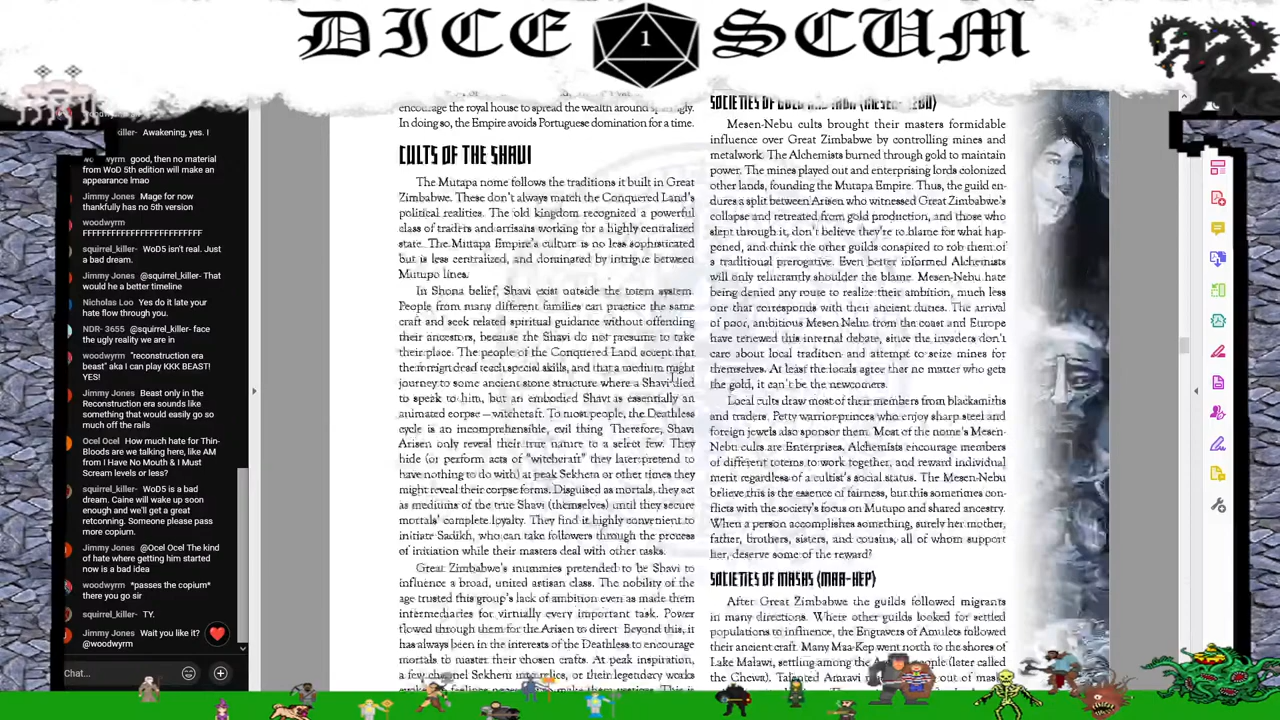 DICE SCUM
1
killer- Awakening, yes. I
woodwyrm good, then no material
from WoD 5th edition will make an
appearance lmao
Jimmy Jones Mage for now
thankfully has no 5th version
woodwyrm
FFFFFFFFFFFFFFFFFFFFFFFF
squirrel_killer- WoD5 isn't real. Just
a bad dream.
Jimmy Jones @squirrel_killer- That
would he a better timeline
Nicholas Loo Yes do it late your
hate flow through you.
NDR- 3655 @squirrel_killer- face
the ugly reality we are in
woodwyrm "reconstruction era
beast" aka I can play KKK BEAST!
YES!
Jimmy Jones Beast only in the
Reconstruction era sounds like
something that would easily go so
much off the rails
Ocel Ocel How much hate for Thin-
Bloods are we talking here, like AM
from I Have No Mouth & I Must
Scream levels or less?
squirrel_killer- WoD5 is a bad
dream. Caine will wake up soon
enough and we'll get a great
retconning. Someone please pass
more copium.
Jimmy Jones @Ocel Ocel The kind
of hate where getting him started
now is a bad idea
woodwyrm *passes the copium*
there you go sir
squirrel_killer- TY.
Jimmy Jones Wait you like it?
@woodwyrm
Chat...
encourage the royal house to spread the wealth around sparingly.
In doing so, the Empire avoids Portuguese domination for a time.
CULTS OF THE SHAVI
The Mutapa nome follows the traditions it built in Great
Zimbabwe. These don't always match the Conquered Land's
political realities. The old kingdom recognized a powerful
class of traders and artisans working for a highly centralized
state. The Mutapa Empire's culture is no less sophisticated
but is less centralized, and dominated by intrigue between
Mutupo lines.
In Shona belief, Shavi exist outside the totem system.
People from many different families can practice the same
craft and seek related spiritual guidance without offending
their ancestors, because the Shavi do not presume to take
their place. The people of the Conquered Land accept that
the foreign dead teach special skills, and that a medium might
journey to some ancient stone structure where a Shavi died
to speak to him, but an embodied Shavi is essentially an
animated corpse — witchcraft. To most people, the Deathless
cycle is an incomprehensible, evil thing. Therefore, Shavi
Arisen only reveal their true nature to a select few. They
hide (or perform acts of "witchcraft" they later pretend to
have nothing to do with) at peak Sekhem or other times they
might reveal their corpse forms. Disguised as mortals, they act
as mediums of the true Shavi (themselves) until they secure
mortals' complete loyalty. They find it highly convenient to
initiate Sadikh, who can take followers through the process
of initiation while their masters deal with other tasks.
Great Zimbabwe's mummies pretended to be Shavi to
influence a broad, united artisan class. The nobility of the
age trusted this group's lack of ambition even as made them
intermediaries for virtually every important task. Power
flowed through them for the Arisen to direct. Beyond this, it
has always been in the interests of the Deathless to encourage
mortals to master their chosen crafts. At peak inspiration,
a few channel Sekhem into relics, or their legendary works
SOCIETIES OF GOLD AND IRON (MESEN-NEBU)
Mesen-Nebu cults brought their masters formidable
influence over Great Zimbabwe by controlling mines and
metalwork. The Alchemists burned through gold to maintain
power. The mines played out and enterprising lords colonized
other lands, founding the Mutapa Empire. Thus, the guild en-
dures a split between Arisen who witnessed Great Zimbabwe's
collapse and retreated from gold production, and those who
slept through it, don't believe they're to blame for what hap-
pened, and think the other guilds conspired to rob them of
a traditional prerogative. Even better informed Alchemists
will only reluctantly shoulder the blame. Mesen-Nebu hate
being denied any route to realize their ambition, much less
one that corresponds with their ancient duties. The arrival
of poor, ambitious Mesen-Nebu from the coast and Europe
have renewed this internal debate, since the invaders don't
care about local tradition and attempt to seize mines for
themselves. At least the locals agree that no matter who gets
the gold, it can't be the newcomers.
Local cults draw most of their members from blacksmiths
and traders. Petty warrior-princes who enjoy sharp steel and
foreign jewels also sponsor them. Most of the nome's Mesen-
Nebu cults are Enterprises. Alchemists encourage members
of different totems to work together, and reward individual
merit regardless of a cultist's social status. The Mesen-Nebu
believe this is the essence of fairness, but this sometimes con-
flicts with the society's focus on Mutupo and shared ancestry.
When a person accomplishes something, surely her mother,
father, brothers, sisters, and cousins, all of whom support
her, deserve some of the reward?
SOCIETIES OF MASKS (MAA-KEP)
After Great Zimbabwe the guilds followed migrants
in many directions. Where other guilds looked for settled
populations to influence, the Engravers of Amulets followed
their ancient craft. Many Maa-Kep went north to the shores of
Lake Malawi, settling among the people (later called
the Chewa). Talented Amravi out of mask